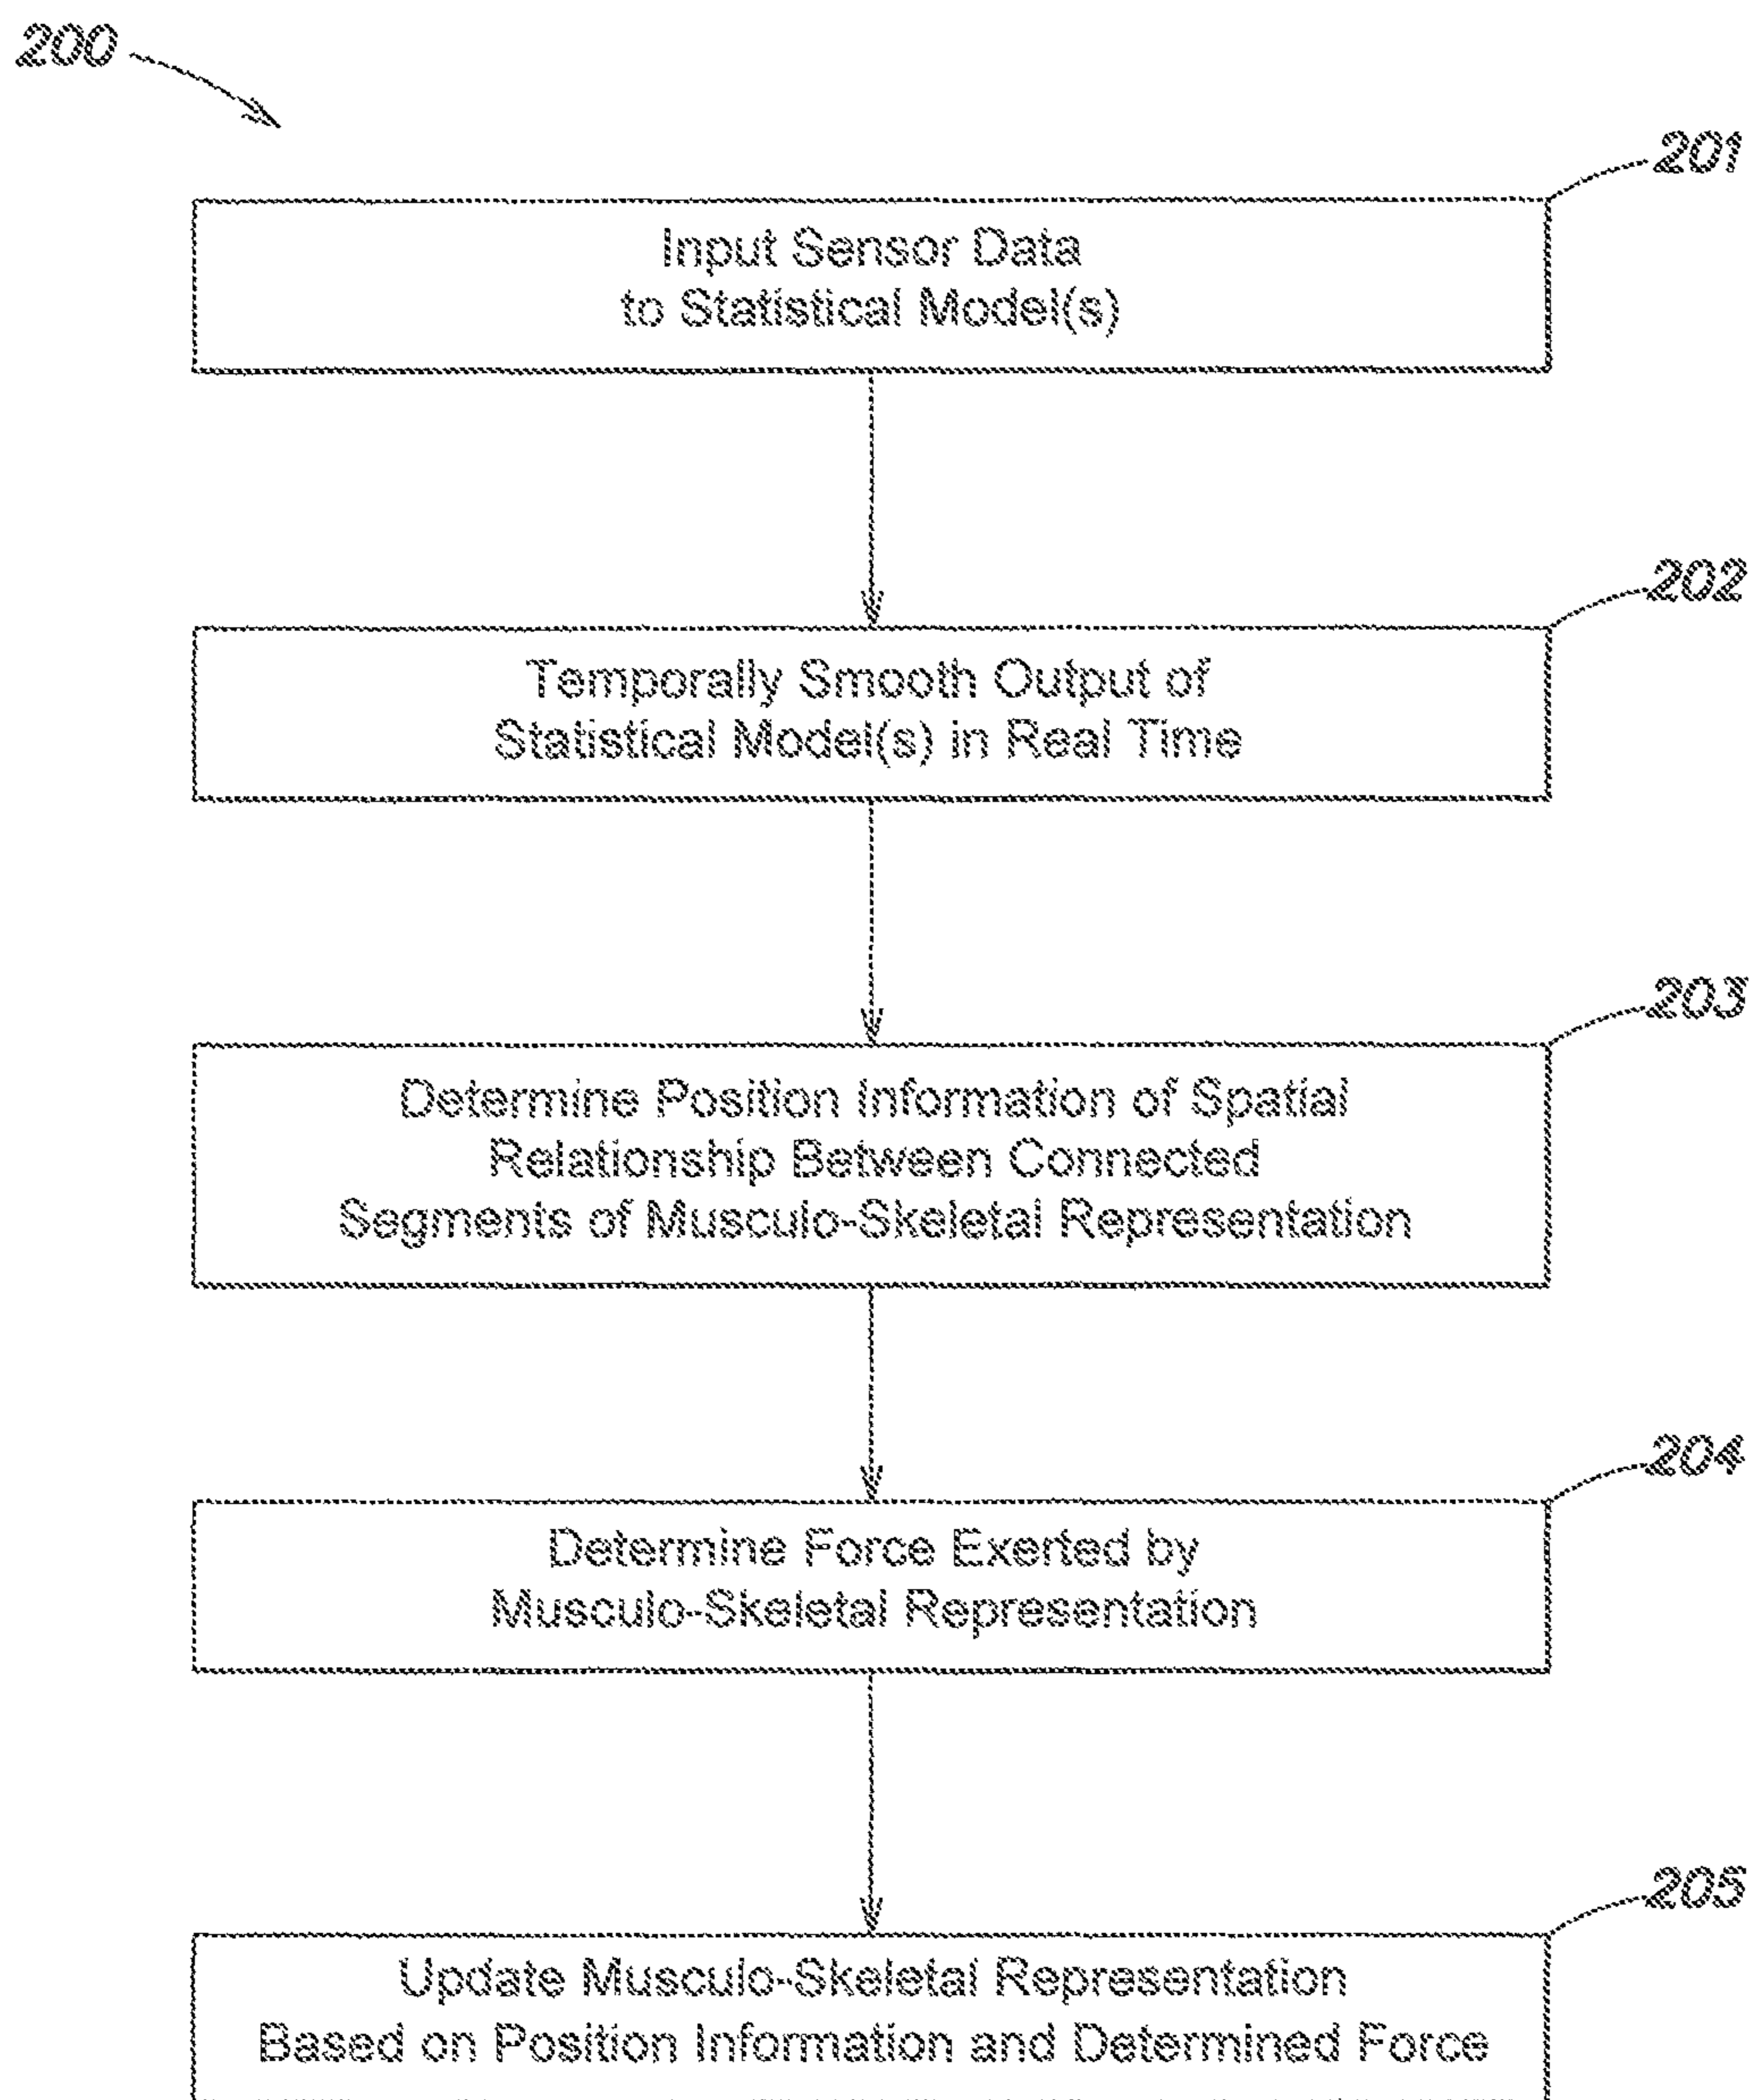 200
201
Input Sensor Data
to Statistical Model(s)
202
Temporally Smooth Output of
Statistical Model(s) in Real Time
203
Determine Position Information of Spatial
Relationship Between Connected
Segments of Musculo-Skeletal Representation
204
Determine Force Exerted by
Musculo-Skeletal Representation
205
Update Musculo-Skeletal Representation
Based on Position Information and Determined Force